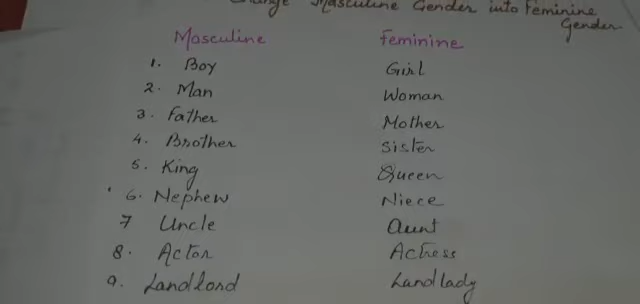 Change Masculine Gender into Feminine
Gender
Masculine Feminine
1. Boy Girl
2. Man Woman
3. Father Mother
4. Brother Sister
5. King Queen
6. Nephew Niece
7 Uncle Aunt
8. Actor Actress
9. Landlord Landlady